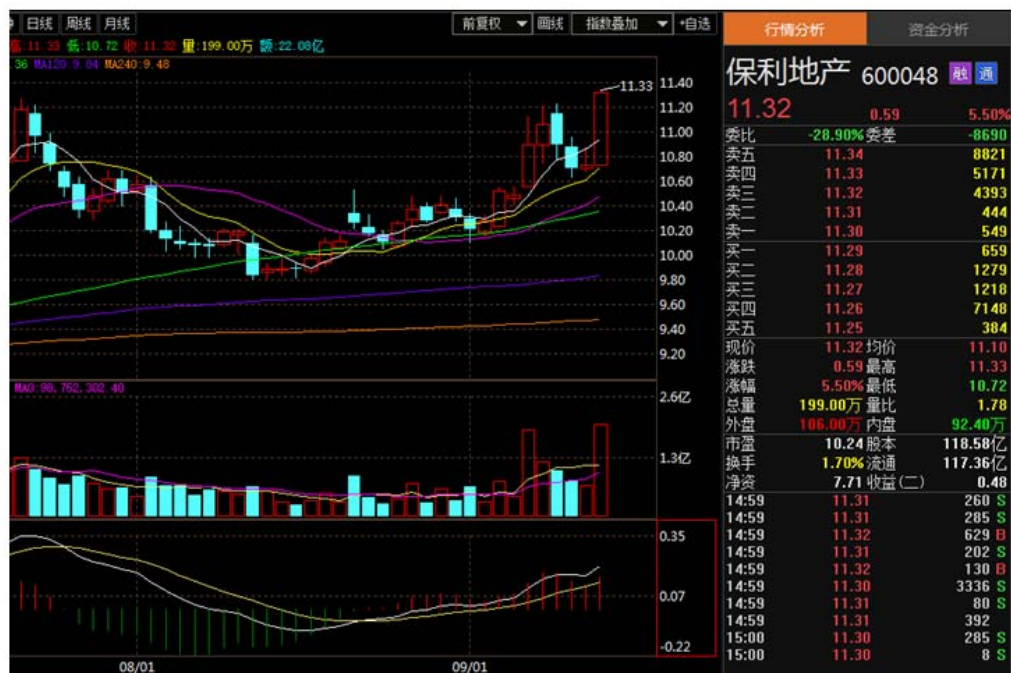 日线 周线 月线 前复权 画线 指数叠加 +自选
高:11.33 低:10.72 收:11.32 量:199.00万 额:22.08亿
36 MA120:9.84 MA240:9.48
11.33
11.40
11.20
11.00
10.80
10.60
10.40
10.20
10.00
9.80
9.60
9.40
9.20
2.6亿
1.3亿
0.35
0.07
-0.22
08/01 09/01
行情分析 资金分析
保利地产 600048 融 通
11.32 0.59 5.50%
委比 -28.90% 委差 -8690
卖五 11.34 8821
卖四 11.33 5171
卖三 11.32 4393
卖二 11.31 444
卖一 11.30 549
买一 11.29 659
买二 11.28 1279
买三 11.27 1218
买四 11.26 7148
买五 11.25 384
现价 11.32 均价 11.10
涨跌 0.59 最高 11.33
涨幅 5.50% 最低 10.72
总量 199.00万 量比 1.78
外盘 106.00万 内盘 92.40万
市盈 10.24 股本 118.58亿
换手 1.70% 流通 117.36亿
净资 7.71 收益(二) 0.48
14:59 11.31 260 S
14:59 11.31 285 S
14:59 11.32 629 B
14:59 11.31 202 S
14:59 11.32 130 B
14:59 11.30 3336 S
14:59 11.31 80 S
14:59 11.31 392
15:00 11.30 285 S
15:00 11.30 8 S